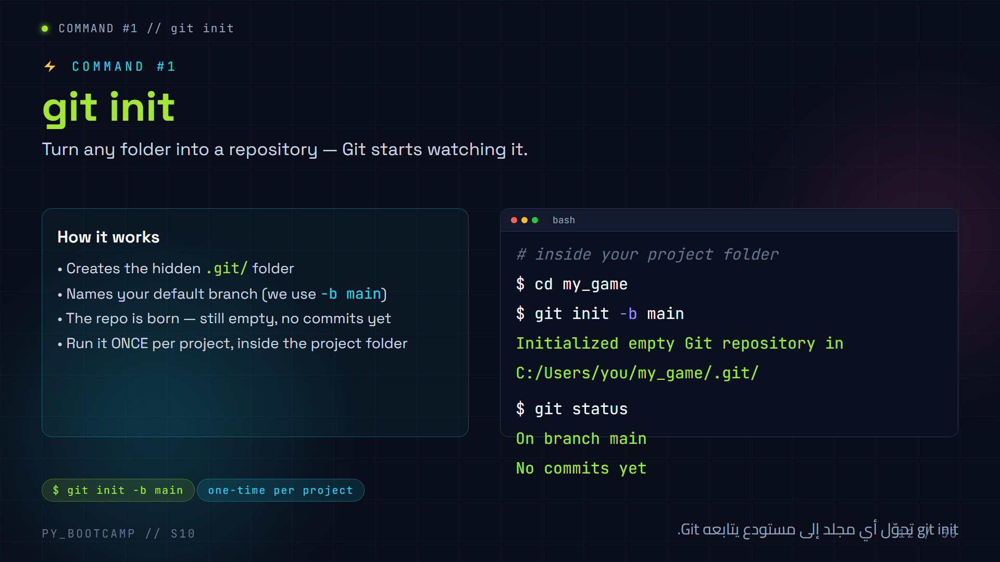 COMMAND #1 // git init
⚡ COMMAND #1
git init
Turn any folder into a repository — Git starts watching it.
How it works
• Creates the hidden .git/ folder
• Names your default branch (we use -b main)
• The repo is born — still empty, no commits yet
• Run it ONCE per project, inside the project folder
bash
# inside your project folder
$ cd my_game
$ git init -b main
Initialized empty Git repository in
C:/Users/you/my_game/.git/
$ git status
On branch main
No commits yet
$ git init -b main
one-time per project
PY_BOOTCAMP // S10
git init تحوّل أي مجلد إلى مستودع يتابعه Git.
12 /